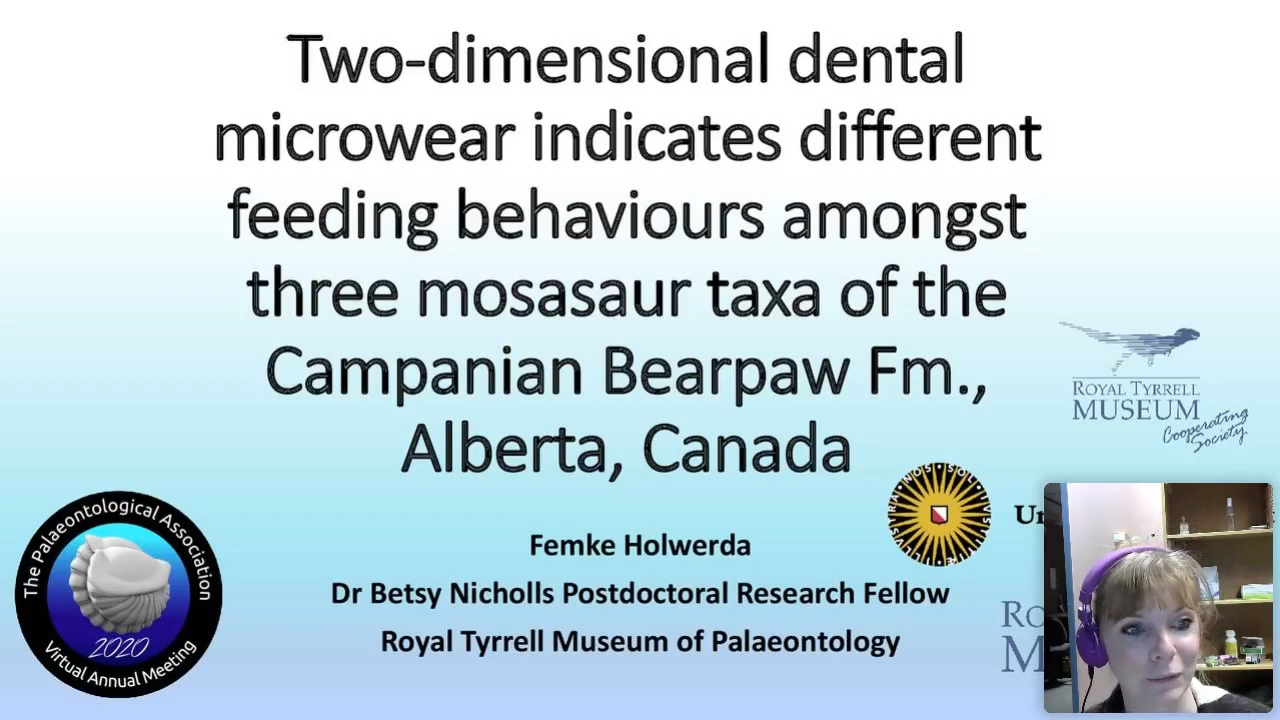 Two-dimensional dental
microwear indicates different
feeding behaviours amongst
three mosasaur taxa of the
Campanian Bearpaw Fm.,
Alberta, Canada
ROYAL TYRRELL
MUSEUM
Cooperating
Society
Femke Holwerda
Dr Betsy Nicholls Postdoctoral Research Fellow
Royal Tyrrell Museum of Palaeontology
The Palaeontological Association
2020
Virtual Annual Meeting